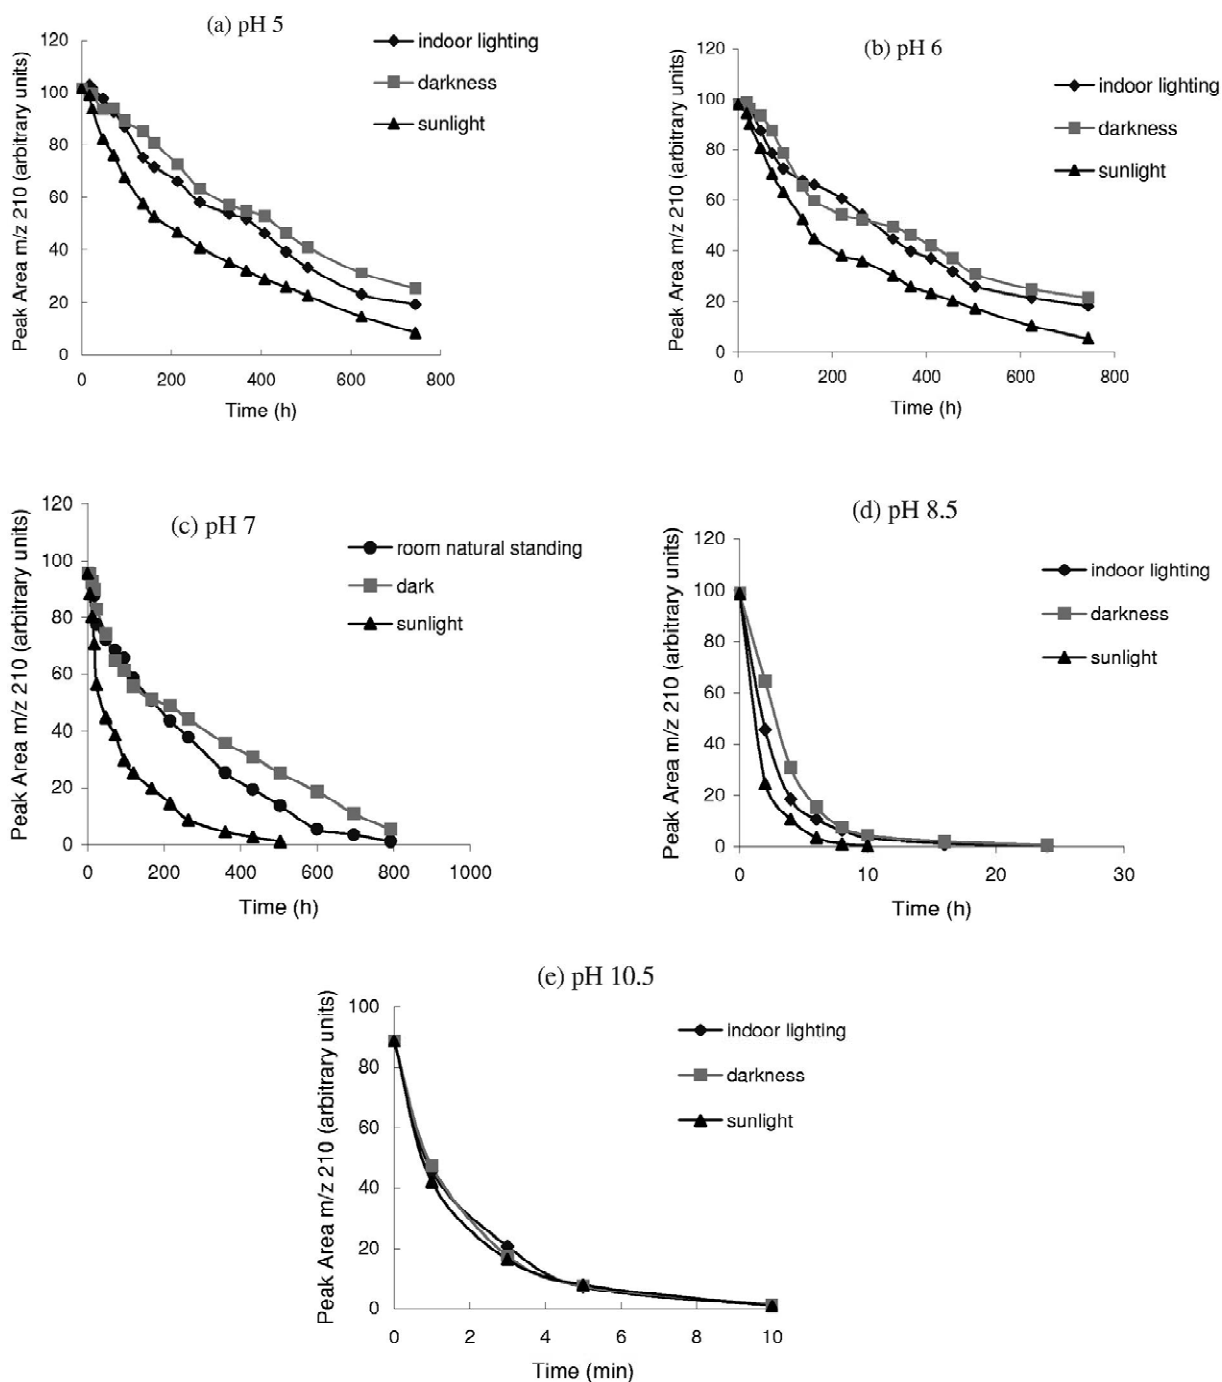 (a) pH 5
indoor lighting
darkness
sunlight
Peak Area m/z 210 (arbitrary units)
120
100
80
60
40
20
0
0 200 400 600 800
Time (h)
(b) pH 6
indoor lighting
darkness
sunlight
Peak Area m/z 210 (arbitrary units)
120
100
80
60
40
20
0
0 200 400 600 800
Time (h)
(c) pH 7
room natural standing
dark
sunlight
Peak Area m/z 210 (arbitrary units)
120
100
80
60
40
20
0
0 200 400 600 800 1000
Time (h)
(d) pH 8.5
indoor lighting
darkness
sunlight
Peak Area m/z 210 (arbitrary units)
120
100
80
60
40
20
0
0 10 20 30
Time (h)
(e) pH 10.5
indoor lighting
darkness
sunlight
Peak Area m/z 210 (arbitrary units)
100
80
60
40
20
0
0 2 4 6 8 10
Time (min)